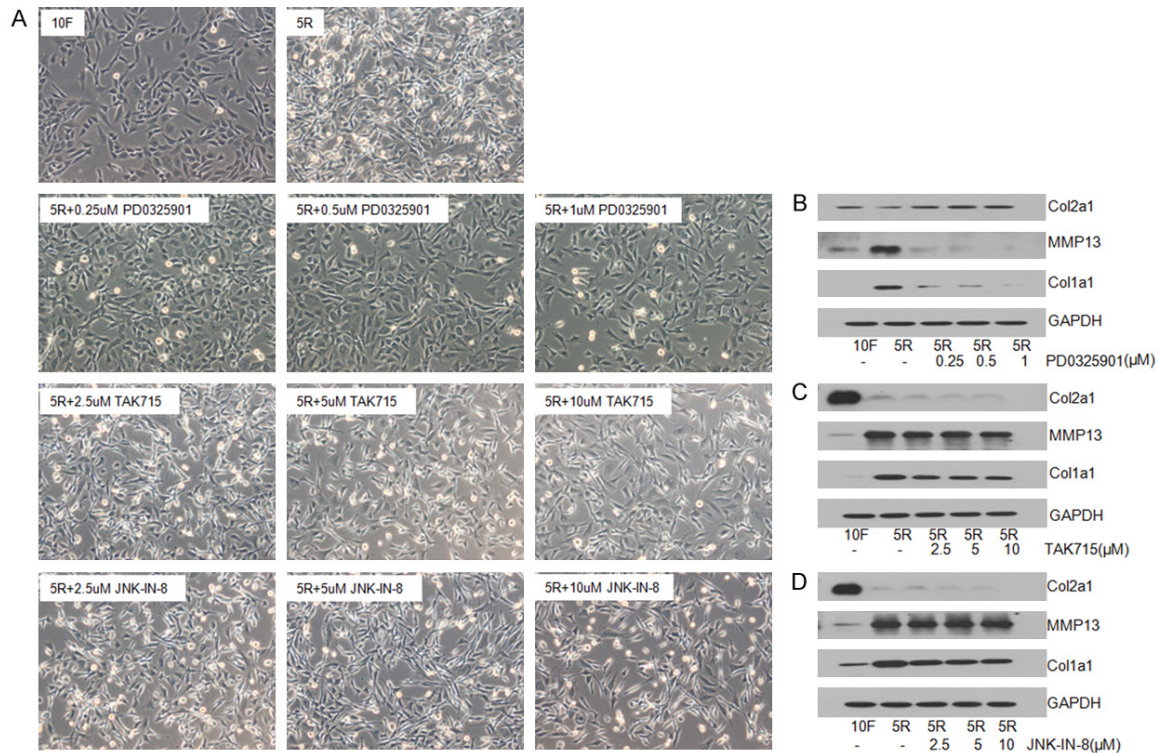 A
10F
5R
5R+0.25uM PD0325901
5R+0.5uM PD0325901
5R+1uM PD0325901
5R+2.5uM TAK715
5R+5uM TAK715
5R+10uM TAK715
5R+2.5uM JNK-IN-8
5R+5uM JNK-IN-8
5R+10uM JNK-IN-8
B
Col2a1
MMP13
Col1a1
GAPDH
10F 5R 5R 5R 5R
- - 0.25 0.5 1 PD0325901(μM)
C
Col2a1
MMP13
Col1a1
GAPDH
10F 5R 5R 5R 5R
- - 2.5 5 10 TAK715(μM)
D
Col2a1
MMP13
Col1a1
GAPDH
10F 5R 5R 5R 5R
- - 2.5 5 10 JNK-IN-8(μM)